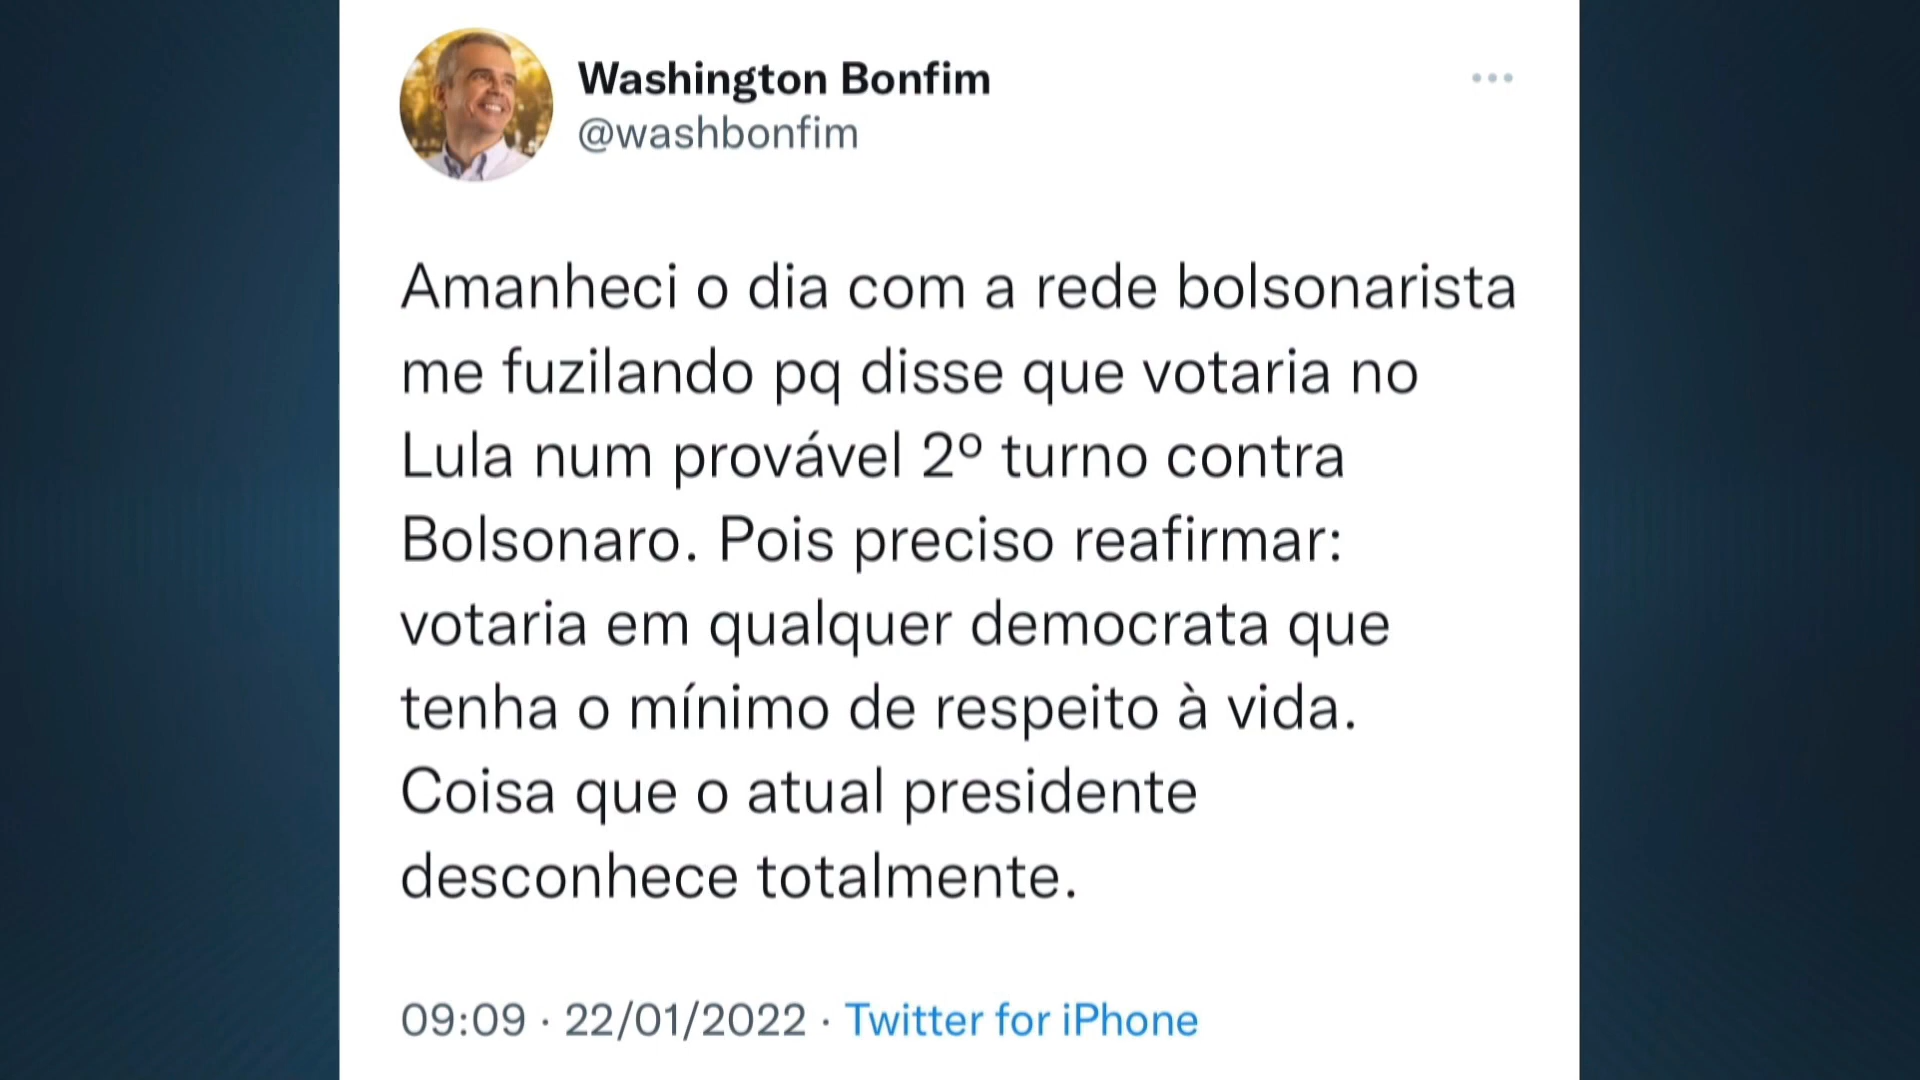 Washington Bonfim
@washbonfim
Amanheci o dia com a rede bolsonarista
me fuzilando pq disse que votaria no
Lula num provável 2º turno contra
Bolsonaro. Pois preciso reafirmar:
votaria em qualquer democrata que
tenha o mínimo de respeito à vida.
Coisa que o atual presidente
desconhece totalmente.
09:09 · 22/01/2022 · Twitter for iPhone